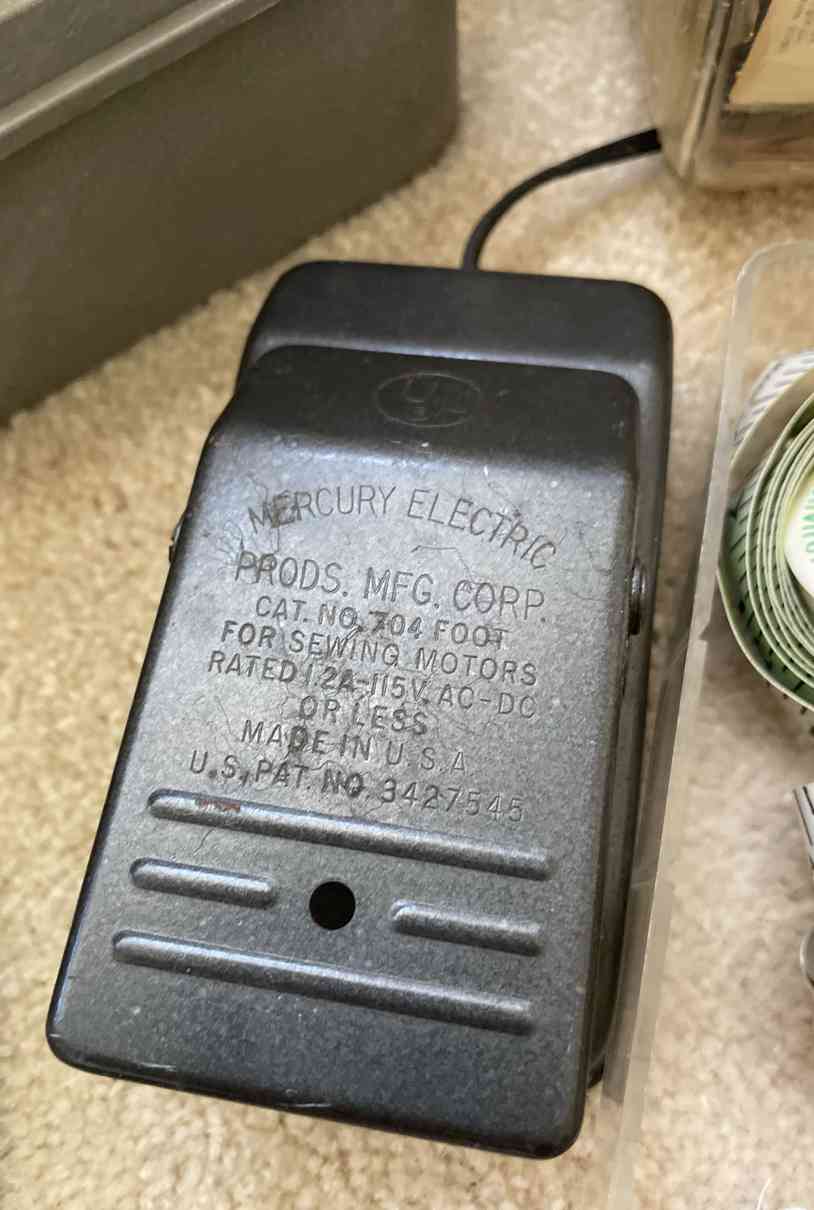 MERCURY ELECTRIC
PRODS. MFG. CORP.
CAT. NO. 704 FOOT
FOR SEWING MOTORS
RATED 1.2A-115V. AC-DC
OR LESS
MADE IN U.S.A
U.S. PAT. NO 3427545